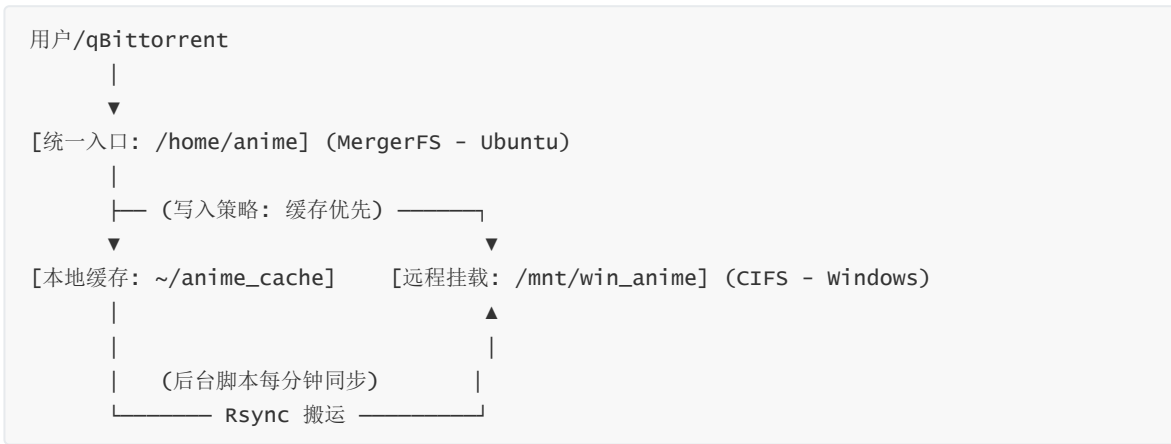 用户/qBittorrent
[统一入口: /home/anime] (MergerFS - Ubuntu)
(写入策略: 缓存优先)
[本地缓存: ~/anime_cache] [远程挂载: /mnt/win_anime] (CIFS - Windows)
(后台脚本每分钟同步)
Rsync 搬运